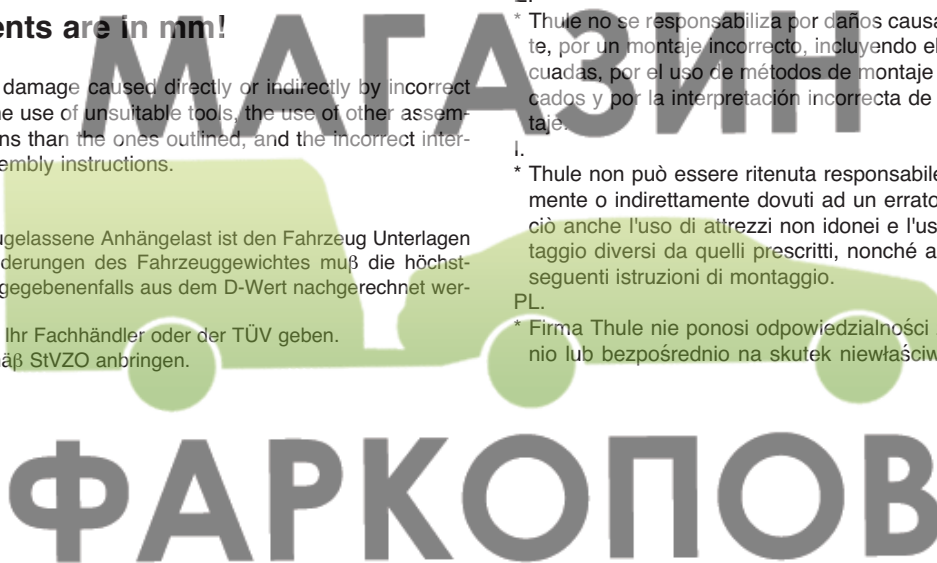 ents are in mm!
damage caused directly or indirectly by incorrect
he use of unsuitable tools, the use of other assem-
ns than the ones outlined, and the incorrect inter-
embly instructions.
ugelassene Anhängelast ist den Fahrzeug Unterlagen
derungen des Fahrzeuggewichtes muβ die höchst-
gegebenenfalls aus dem D-Wert nachgerechnet wer-
Ihr Fachhändler oder der TÜV geben.
äβ StVZO anbringen.
* Thule no se responsabiliza por daños causa
te, por un montaje incorrecto, incluyendo el
cuadas, por el uso de métodos de montaje
cados y por la interpretación incorrecta de
taje.
I.
* Thule non può essere ritenuta responsabile
mente o indirettamente dovuti ad un errato
ciò anche l'uso di attrezzi non idonei e l'us
taggio diversi da quelli prescritti, nonché a
seguenti istruzioni di montaggio.
PL.
* Firma Thule nie ponosi odpowiedzialności
nio lub bezpośrednio na skutek niewłaściw
МАГАЗИН
ФАРКОПОВ